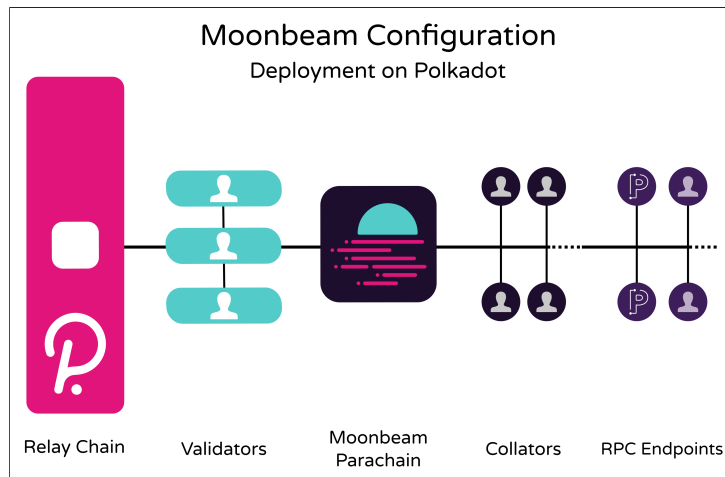 Moonbeam Configuration
Deployment on Polkadot
Relay Chain
Validators
Moonbeam
Parachain
Collators
RPC Endpoints